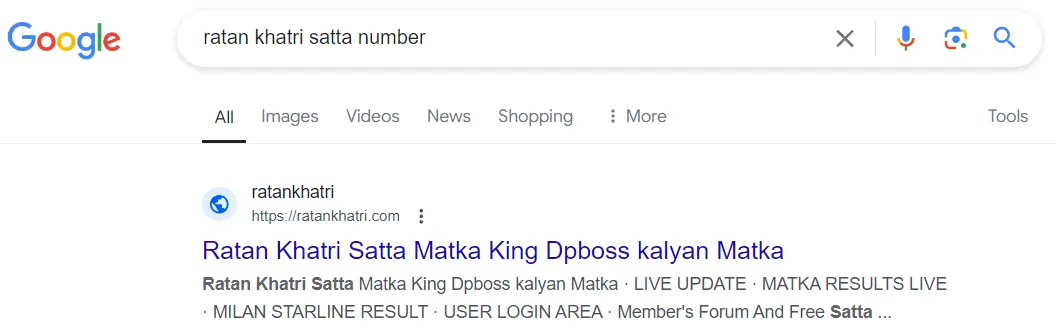 Google
ratan khatri satta number
All Images Videos News Shopping More Tools
ratankhatri
https://ratankhatri.com
Ratan Khatri Satta Matka King Dpboss kalyan Matka
Ratan Khatri Satta Matka King Dpboss kalyan Matka · LIVE UPDATE · MATKA RESULTS LIVE
· MILAN STARLINE RESULT · USER LOGIN AREA · Member's Forum And Free Satta ...